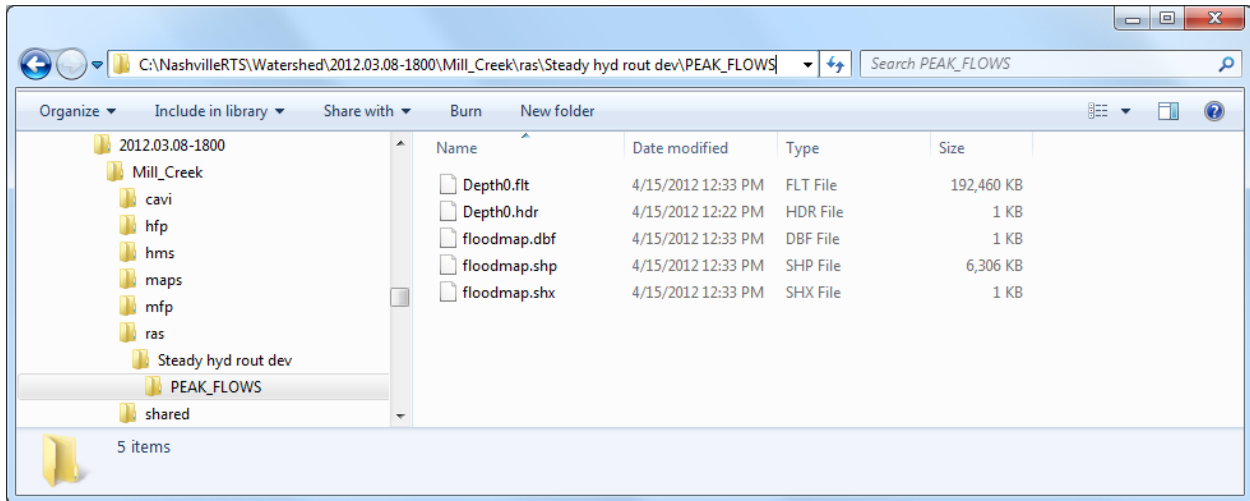 C:\NashvilleRTS\Watershed\2012.03.08-1800\Mill_Creek\ras\Steady hyd rout dev\PEAK_FLOWS
Search PEAK_FLOWS
Organize Include in library Share with Burn New folder
2012.03.08-1800
Mill_Creek
cavi
hfp
hms
maps
mfp
ras
Steady hyd rout dev
PEAK_FLOWS
shared
Name Date modified Type Size
Depth0.flt 4/15/2012 12:33 PM FLT File 192,460 KB
Depth0.hdr 4/15/2012 12:22 PM HDR File 1 KB
floodmap.dbf 4/15/2012 12:33 PM DBF File 1 KB
floodmap.shp 4/15/2012 12:33 PM SHP File 6,306 KB
floodmap.shx 4/15/2012 12:33 PM SHX File 1 KB
5 items